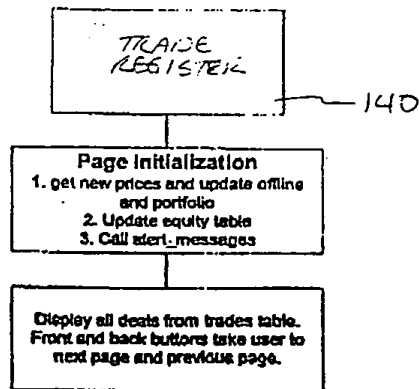 TRADE
REGISTER
140
Page Initialization
1. get new prices and update offline
and portfolio
2. Update equity table
3. Call alert_messages
Display all deals from trades table.
Front and back buttons take user to
next page and previous page.